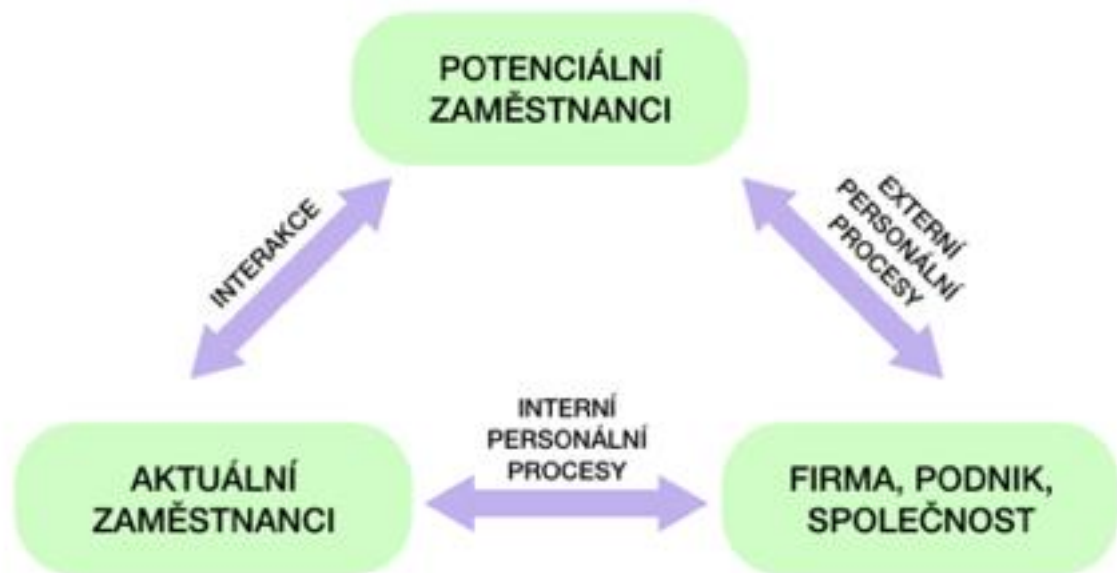 POTENCIÁLNÍ
ZAMĚSTNANCI
INTERAKCE
EXTERNÍ
PERSONÁLNÍ
PROCESY
INTERNÍ
PERSONÁLNÍ
PROCESY
AKTUÁLNÍ
ZAMĚSTNANCI
FIRMA, PODNIK,
SPOLEČNOST